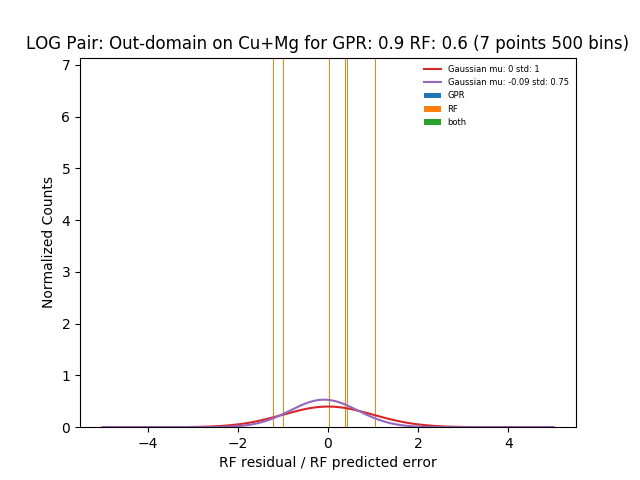 LOG Pair: Out-domain on Cu+Mg for GPR: 0.9 RF: 0.6 (7 points 500 bins)
Gaussian mu: 0 std: 1
Gaussian mu: -0.09 std: 0.75
GPR
RF
both
Normalized Counts
7
6
5
4
3
2
1
0
−4
−2
0
2
4
RF residual / RF predicted error